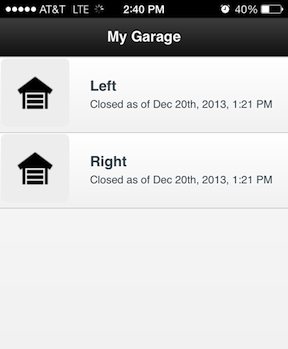 AT&T LTE 2:40 PM 40%
My Garage
Left
Closed as of Dec 20th, 2013, 1:21 PM
Right
Closed as of Dec 20th, 2013, 1:21 PM